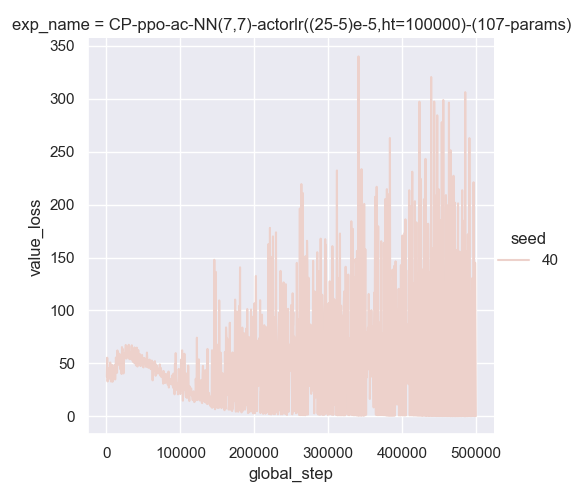 exp_name = CP-ppo-ac-NN(7,7)-actorlr((25-5)e-5,ht=100000)-(107-params)
350
300
250
200
150
100
50
0
value_loss
0 100000 200000 300000 400000 500000
global_step
seed
40